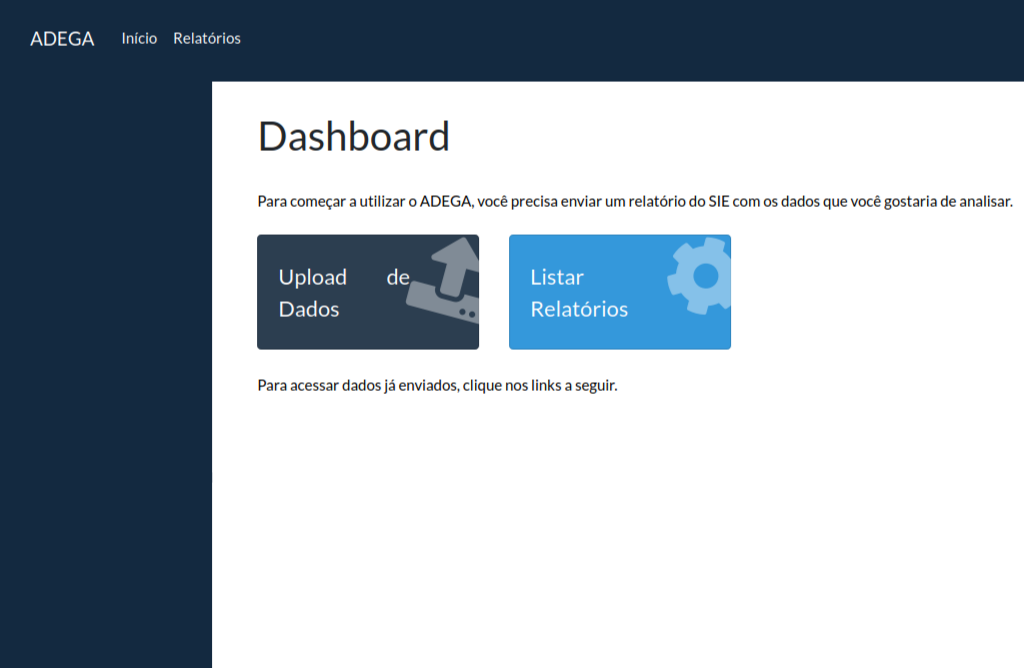 ADEGA Início Relatórios
Dashboard
Para começar a utilizar o ADEGA, você precisa enviar um relatório do SIE com os dados que você gostaria de analisar.
Upload de
Dados
Listar
Relatórios
Para acessar dados já enviados, clique nos links a seguir.